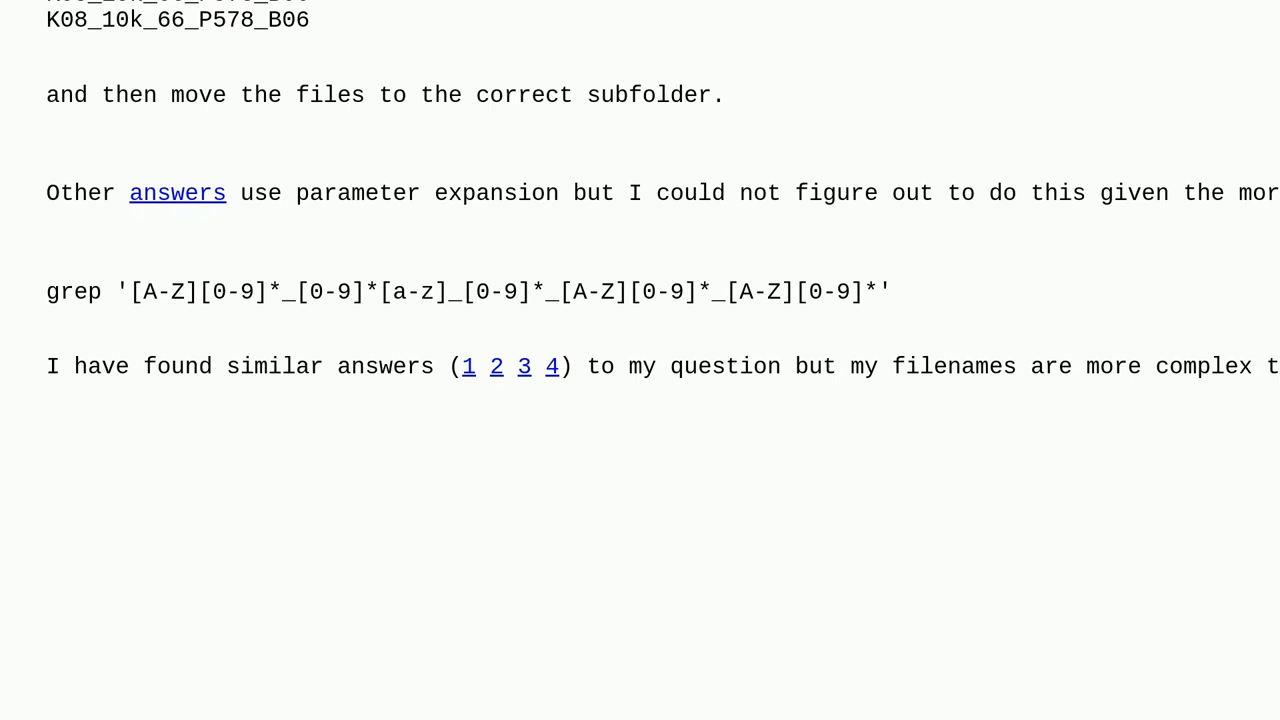 K08_10k_66_P578_B06
and then move the files to the correct subfolder.
Other answers use parameter expansion but I could not figure out to do this given the mor
grep '[A-Z][0-9]*_[0-9]*[a-z]_[0-9]*_[A-Z][0-9]*_[A-Z][0-9]*'
I have found similar answers (1 2 3 4) to my question but my filenames are more complex t